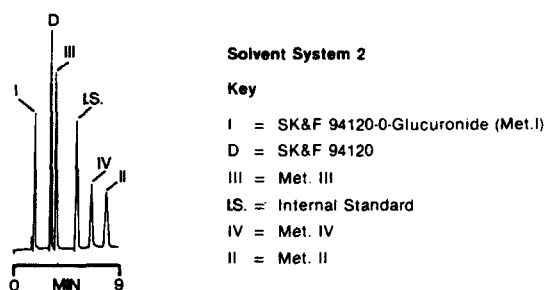 D
III
I
I.S.
IV
II
0 MIN 9
Solvent System 2
Key
I = SK&F 94120-0-Glucuronide (Met.I)
D = SK&F 94120
III = Met. III
I.S. = Internal Standard
IV = Met. IV
II = Met. II